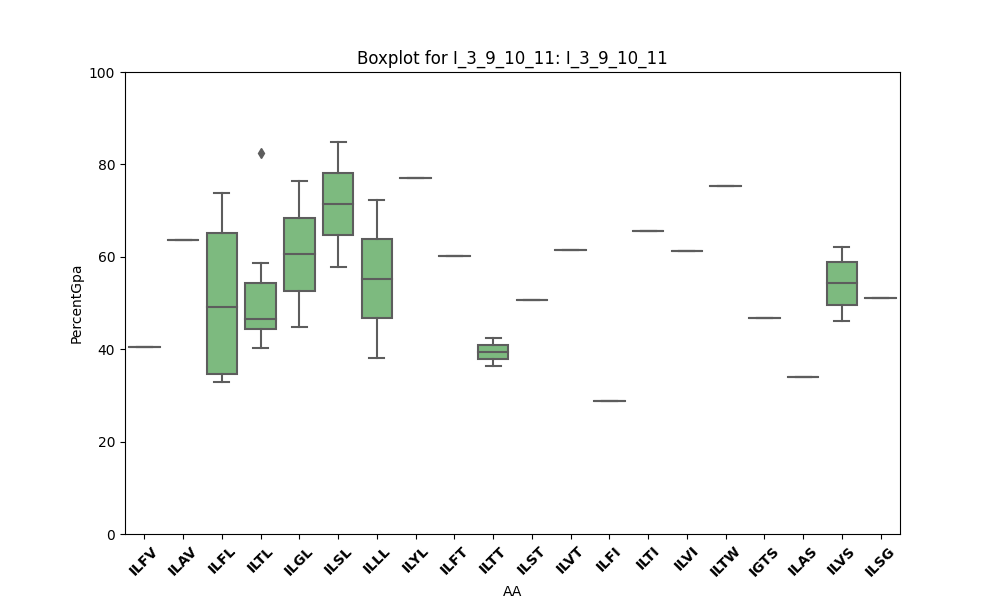 Boxplot for I_3_9_10_11: I_3_9_10_11
100
80
60
40
20
0
PercentGpa
ILFV ILAV ILFL ILTL ILGL ILSL ILLL ILYL ILFT ILTT ILST ILVT ILFI ILTI ILVI ILTW IGTS ILAS ILVS ILSG
AA